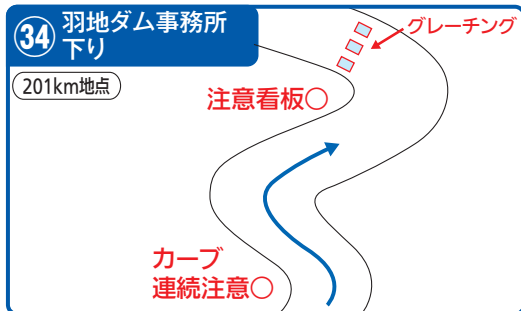 34 羽地ダム事務所
下り
201km地点
グレーチング
注意看板○
カーブ
連続注意○